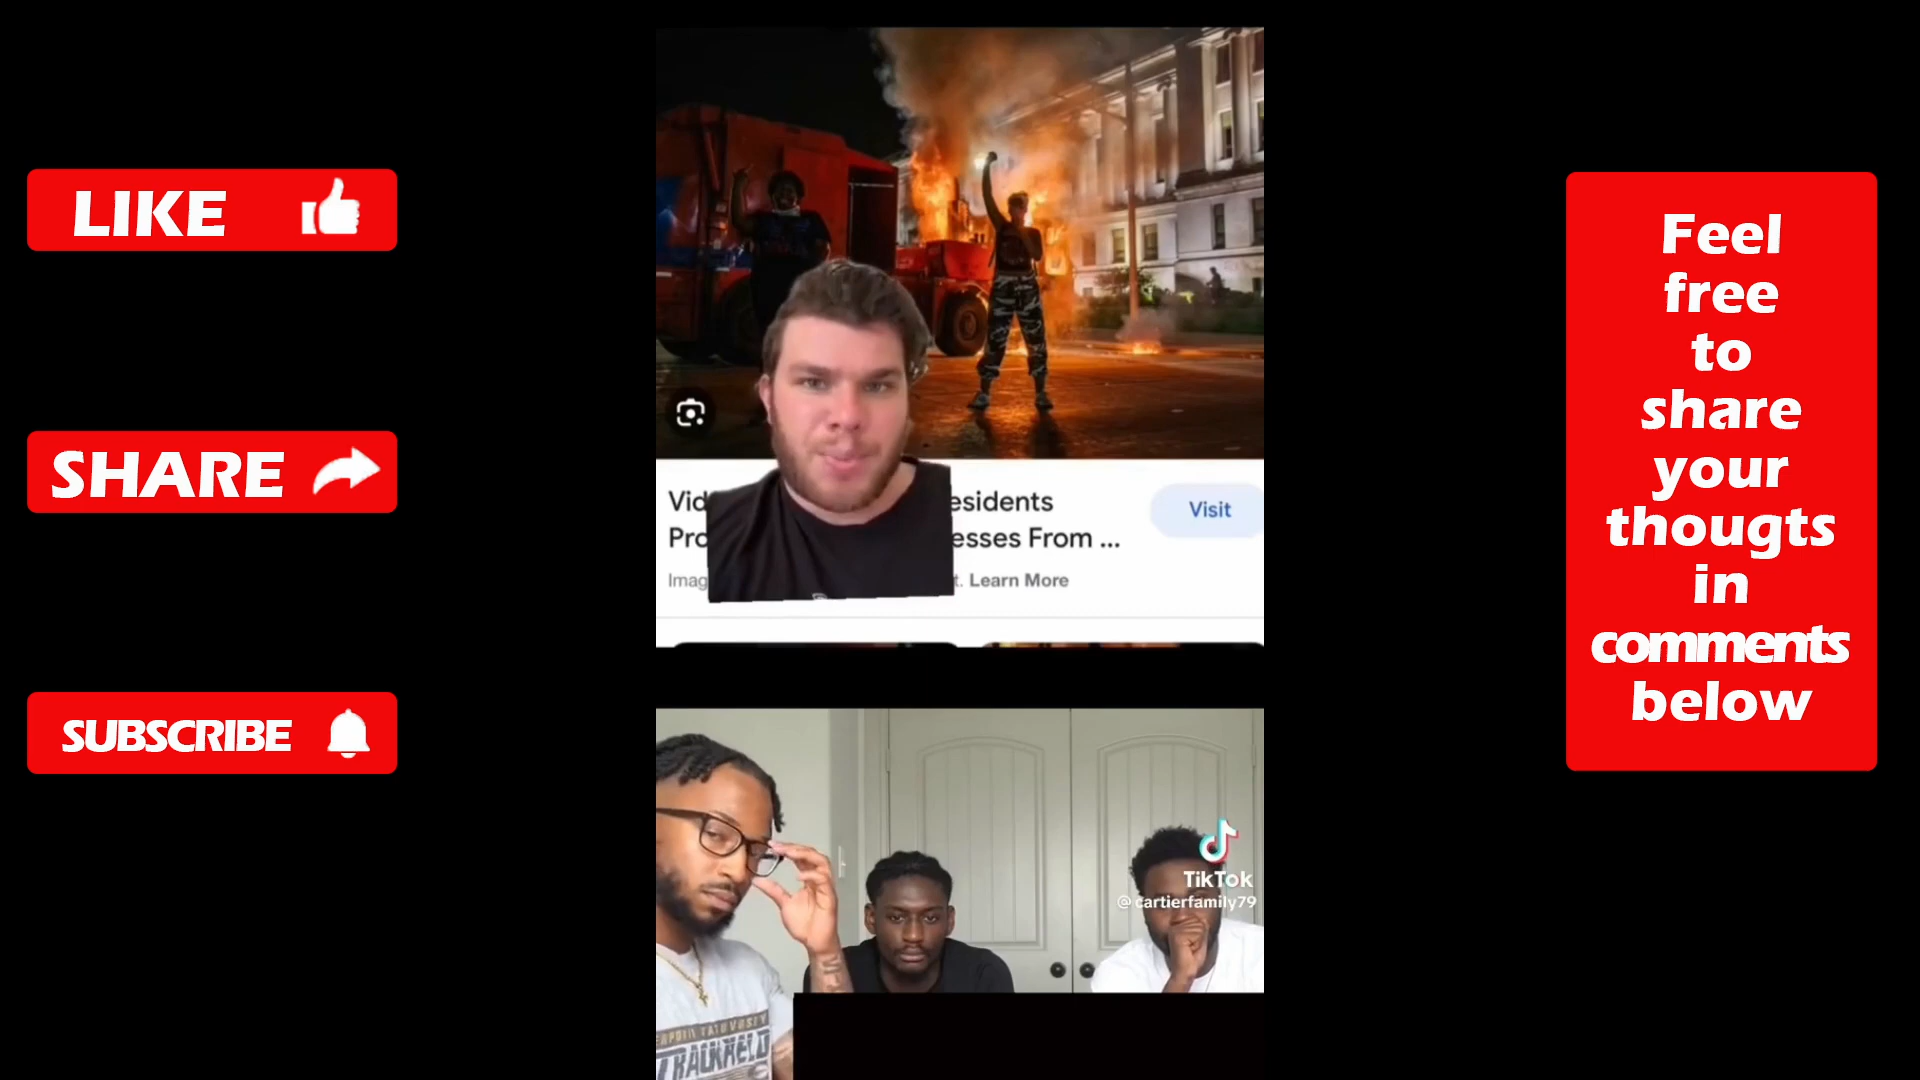 LIKE
SHARE
SUBSCRIBE
Vid esidents
Pro esses From ...
Visit
Imag t. Learn More
TikTok
@cartierfamily79
Feel
free
to
share
your
thougts
in
comments
below